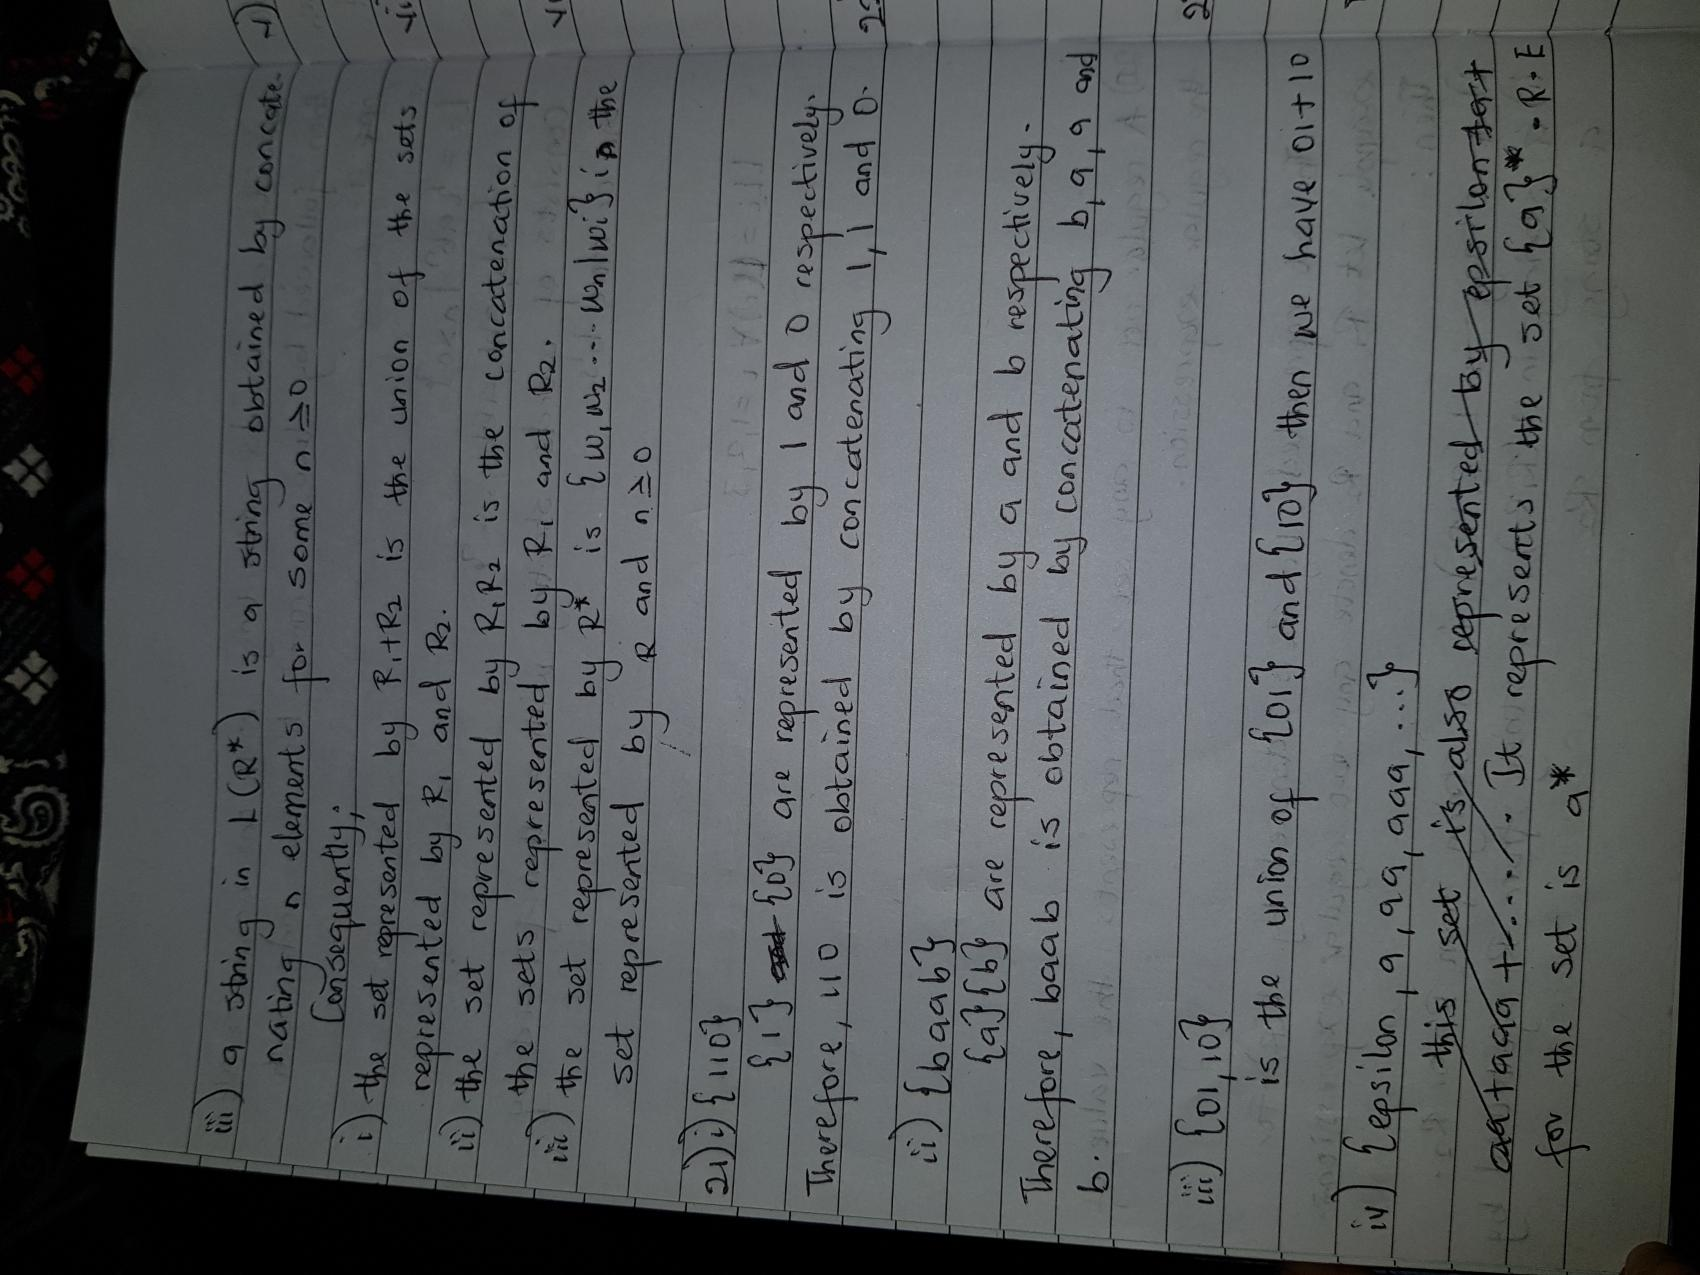 iii) a string in L(R*) is a string obtained by concate-
nating n elements for some n≥0
Consequently,
i) the set represented by R1+R2 is the union of the sets
represented by R1 and R2.
ii) the set represented by R1R2 is the concatenation of
the sets represented by R1 and R2.
iii) the set represented by R* is {w1w2...wn|wi} is the
set represented by R and n≥0
21) i) {110}
{1} {0} are represented by 1 and 0 respectively.
Therefore, 110 is obtained by concatenating 1, 1 and 0.
ii) {baab}
{a}{b} are represented by a and b respectively.
Therefore, baab is obtained by concatenating b, a, a and
b.
iii) {01, 10}
is the union of {01} and {10} then we have 01+10
iv) {epsilon, a, aa, aaa,...}
this set is also represented by epsilon+a+
aa+aaa+...... It represents the set {a}*. R.E
for the set is a*
v)